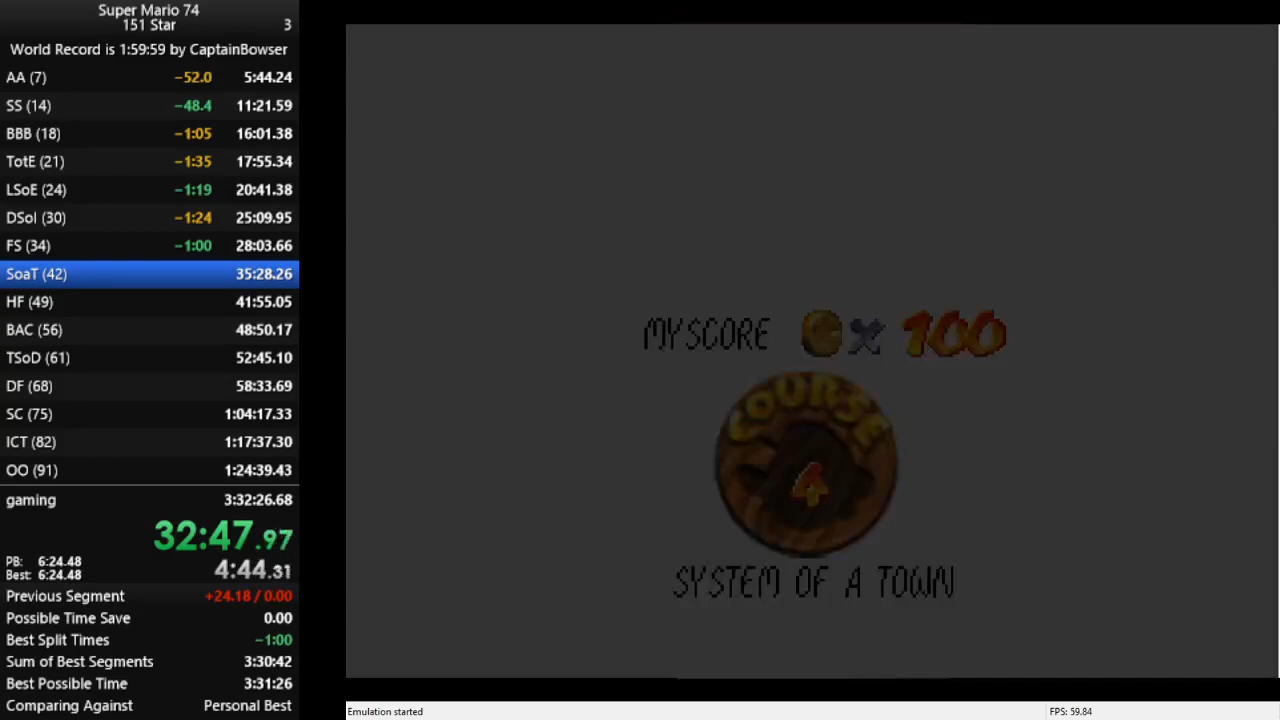 Super Mario 74
151 Star 3
World Record is 1:59:59 by CaptainBowser
AA (7) −52.0 5:44.24
SS (14) −48.4 11:21.59
BBB (18) −1:05 16:01.38
TotE (21) −1:35 17:55.34
LSoE (24) −1:19 20:41.38
DSol (30) −1:24 25:09.95
FS (34) −1:00 28:03.66
SoaT (42) 35:28.26
HF (49) 41:55.05
BAC (56) 48:50.17
TSoD (61) 52:45.10
DF (68) 58:33.69
SC (75) 1:04:17.33
ICT (82) 1:17:37.30
OO (91) 1:24:39.43
gaming 3:32:26.68
32:47.97
PB: 6:24.48
Best: 6:24.48
4:44.31
Previous Segment +24.18 / 0.00
Possible Time Save 0.00
Best Split Times −1:00
Sum of Best Segments 3:30:42
Best Possible Time 3:31:26
Comparing Against Personal Best
MY SCORE × 100
COURSE
4
SYSTEM OF A TOWN
Emulation started FPS: 59.84